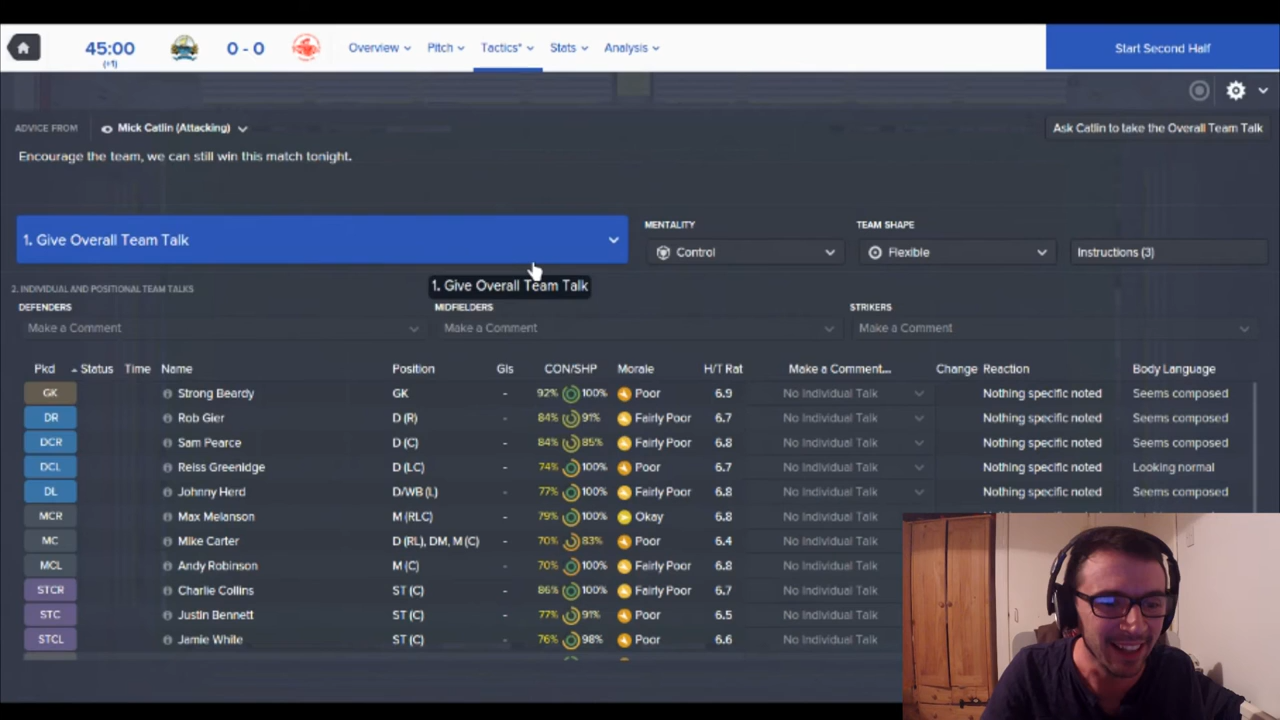 45:00 0 - 0 Overview Pitch Tactics* Stats Analysis Start Second Half
(+1)
ADVICE FROM Mick Catlin (Attacking) Ask Catlin to take the Overall Team Talk
Encourage the team, we can still win this match tonight.
MENTALITY TEAM SHAPE
1. Give Overall Team Talk Control Flexible Instructions (3)
1. Give Overall Team Talk
2. INDIVIDUAL AND POSITIONAL TEAM TALKS
DEFENDERS MIDFIELDERS STRIKERS
Make a Comment Make a Comment Make a Comment
Pkd Status Time Name Position Gls CON/SHP Morale H/T Rat Make a Comment... Change Reaction Body Language
GK Strong Beardy GK - 92% 100% Poor 6.9 No Individual Talk Nothing specific noted Seems composed
DR Rob Gier D (R) - 84% 91% Fairly Poor 6.7 No Individual Talk Nothing specific noted Seems composed
DCR Sam Pearce D (C) - 84% 85% Fairly Poor 6.8 No Individual Talk Nothing specific noted Seems composed
DCL Reiss Greenidge D (LC) - 74% 100% Poor 6.7 No Individual Talk Nothing specific noted Looking normal
DL Johnny Herd D/WB (L) - 77% 100% Fairly Poor 6.8 No Individual Talk Nothing specific noted Seems composed
MCR Max Melanson M (RLC) - 79% 100% Okay 6.8 No Individual Talk
MC Mike Carter D (RL), DM, M (C) - 70% 83% Poor 6.4 No Individual Talk
MCL Andy Robinson M (C) - 70% 100% Fairly Poor 6.8 No Individual Talk
STCR Charlie Collins ST (C) - 86% 100% Fairly Poor 6.7 No Individual Talk
STC Justin Bennett ST (C) - 77% 91% Poor 6.5 No Individual Talk
STCL Jamie White ST (C) - 76% 98% Poor 6.6 No Individual Talk